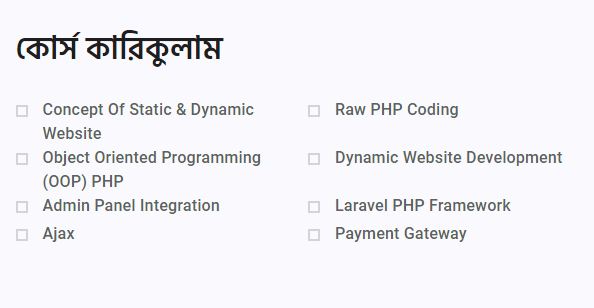 কোর্স কারিকুলাম
Concept Of Static & Dynamic
Website
Raw PHP Coding
Object Oriented Programming
(OOP) PHP
Dynamic Website Development
Admin Panel Integration
Laravel PHP Framework
Ajax
Payment Gateway